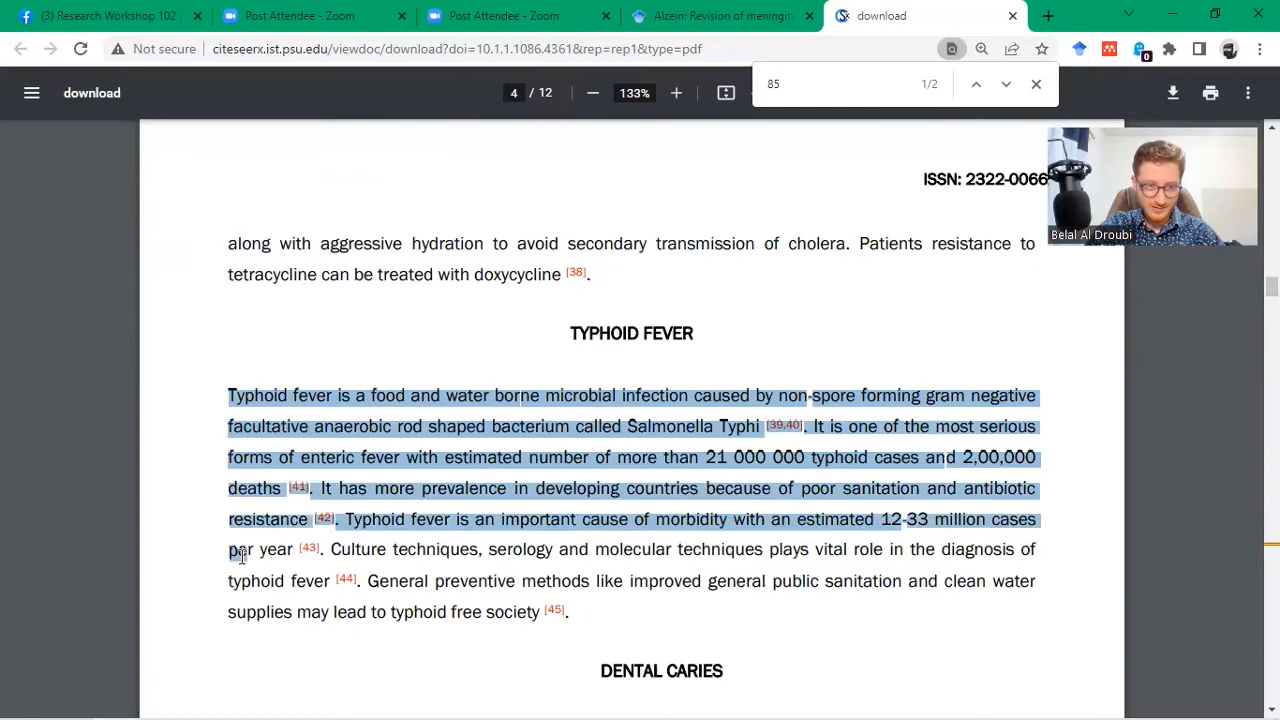 (3) Research Workshop 102
Post Attendee - Zoom
Post Attendee - Zoom
Alzein: Revision of meningit
download
Not secure
citeseerx.ist.psu.edu/viewdoc/download?doi=10.1.1.1086.4361&rep=rep1&type=pdf
0
85
1/2
download
4 / 12
133%
ISSN: 2322-0066
Belal Al Droubi
along with aggressive hydration to avoid secondary transmission of cholera. Patients resistance to
tetracycline can be treated with doxycycline [38].
TYPHOID FEVER
Typhoid fever is a food and water borne microbial infection caused by non-spore forming gram negative
facultative anaerobic rod shaped bacterium called Salmonella Typhi [39,40]. It is one of the most serious
forms of enteric fever with estimated number of more than 21 000 000 typhoid cases and 2,00,000
deaths [41]. It has more prevalence in developing countries because of poor sanitation and antibiotic
resistance [42]. Typhoid fever is an important cause of morbidity with an estimated 12-33 million cases
per year [43]. Culture techniques, serology and molecular techniques plays vital role in the diagnosis of
typhoid fever [44]. General preventive methods like improved general public sanitation and clean water
supplies may lead to typhoid free society [45].
DENTAL CARIES